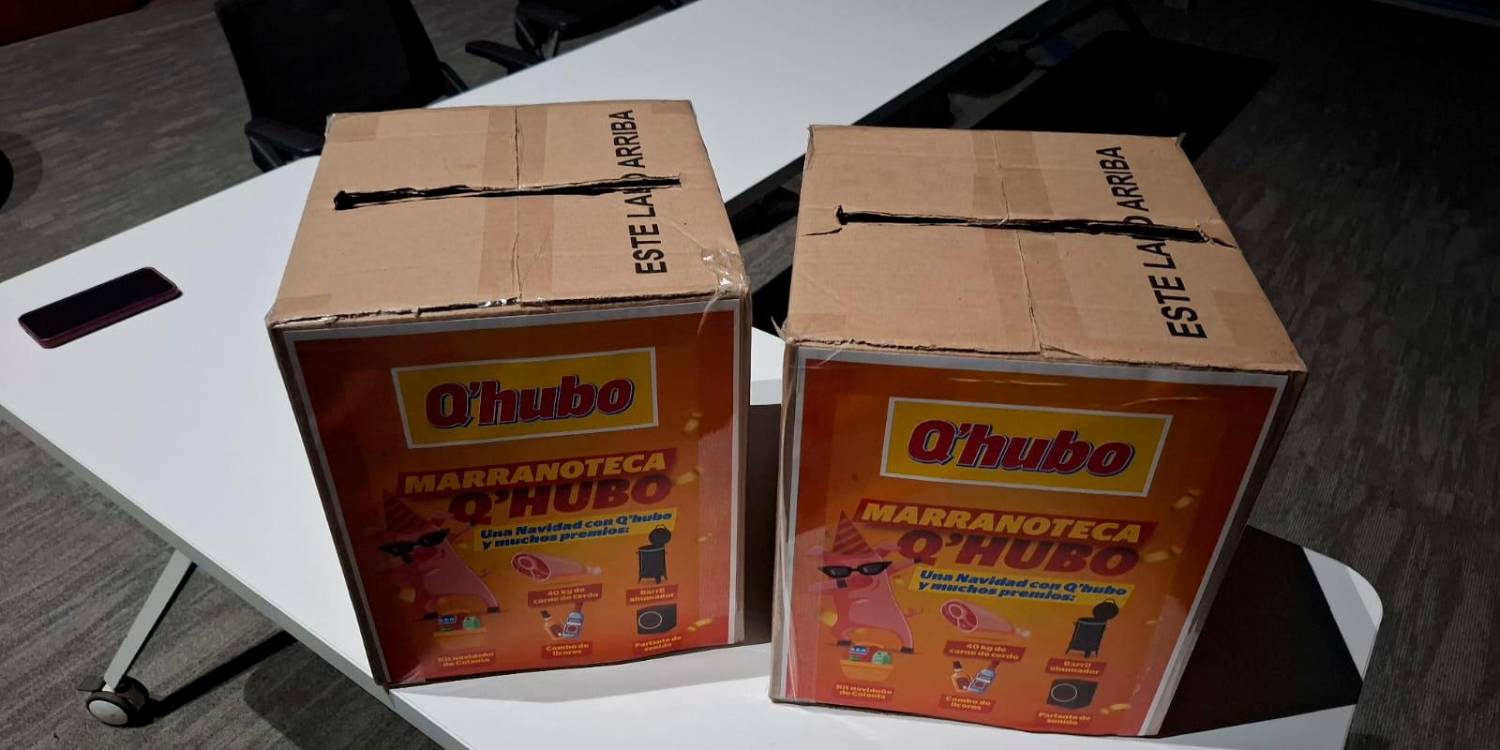 ESTE LADO ARRIBA
Q'hubo
MARRANOTECA
Q'HUBO
Una Navidad con Q'hubo
y muchos premios:
40 kg de
carne de cerdo
Barril
ahumador
Kit navideño
de Colanta
Combo de
licores
Parlante de
sonido
ESTE LADO ARRIBA
Q'hubo
MARRANOTECA
Q'HUBO
Una Navidad con Q'hubo
y muchos premios:
40 kg de
carne de cerdo
Barril
ahumador
Kit navideño
de Colanta
Combo de
licores
Parlante de
sonido